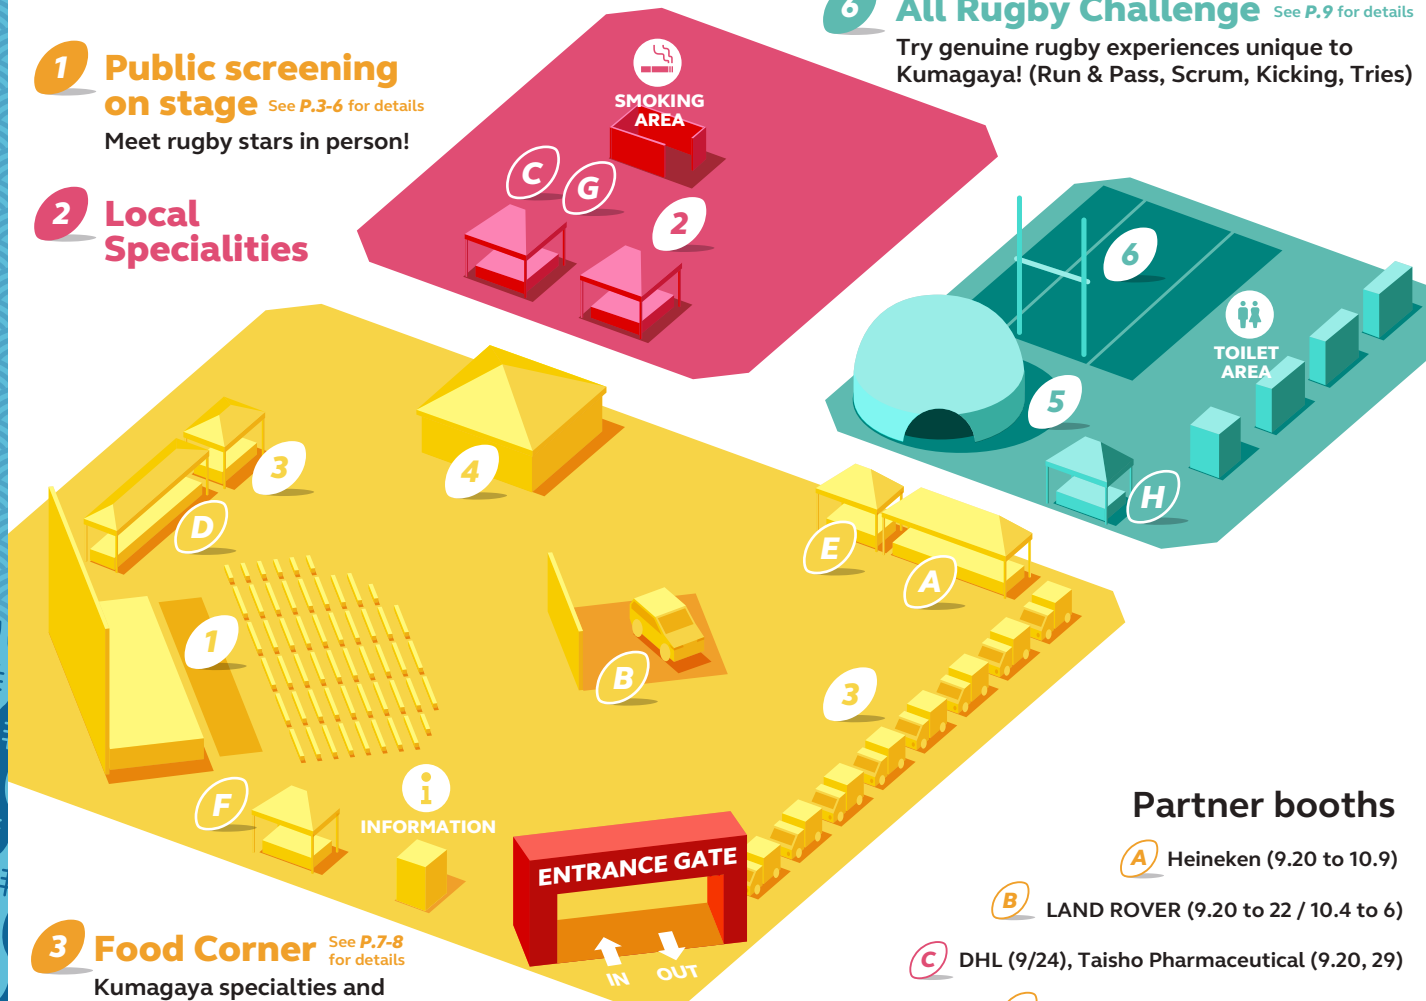 1 Public screening
on stage See P.3-6 for details
Meet rugby stars in person!
2 Local
Specialities
6 All Rugby Challenge See P.9 for details
Try genuine rugby experiences unique to
Kumagaya! (Run & Pass, Scrum, Kicking, Tries)
SMOKING
AREA
C
G
2
6
TOILET
AREA
5
H
3
4
D
E
A
1
B
3
F
i
INFORMATION
ENTRANCE GATE
IN OUT
3 Food Corner See P.7-8
for details
Kumagaya specialties and
Partner booths
A Heineken (9.20 to 10.9)
B LAND ROVER (9.20 to 22 / 10.4 to 6)
C DHL (9/24), Taisho Pharmaceutical (9.20, 29)